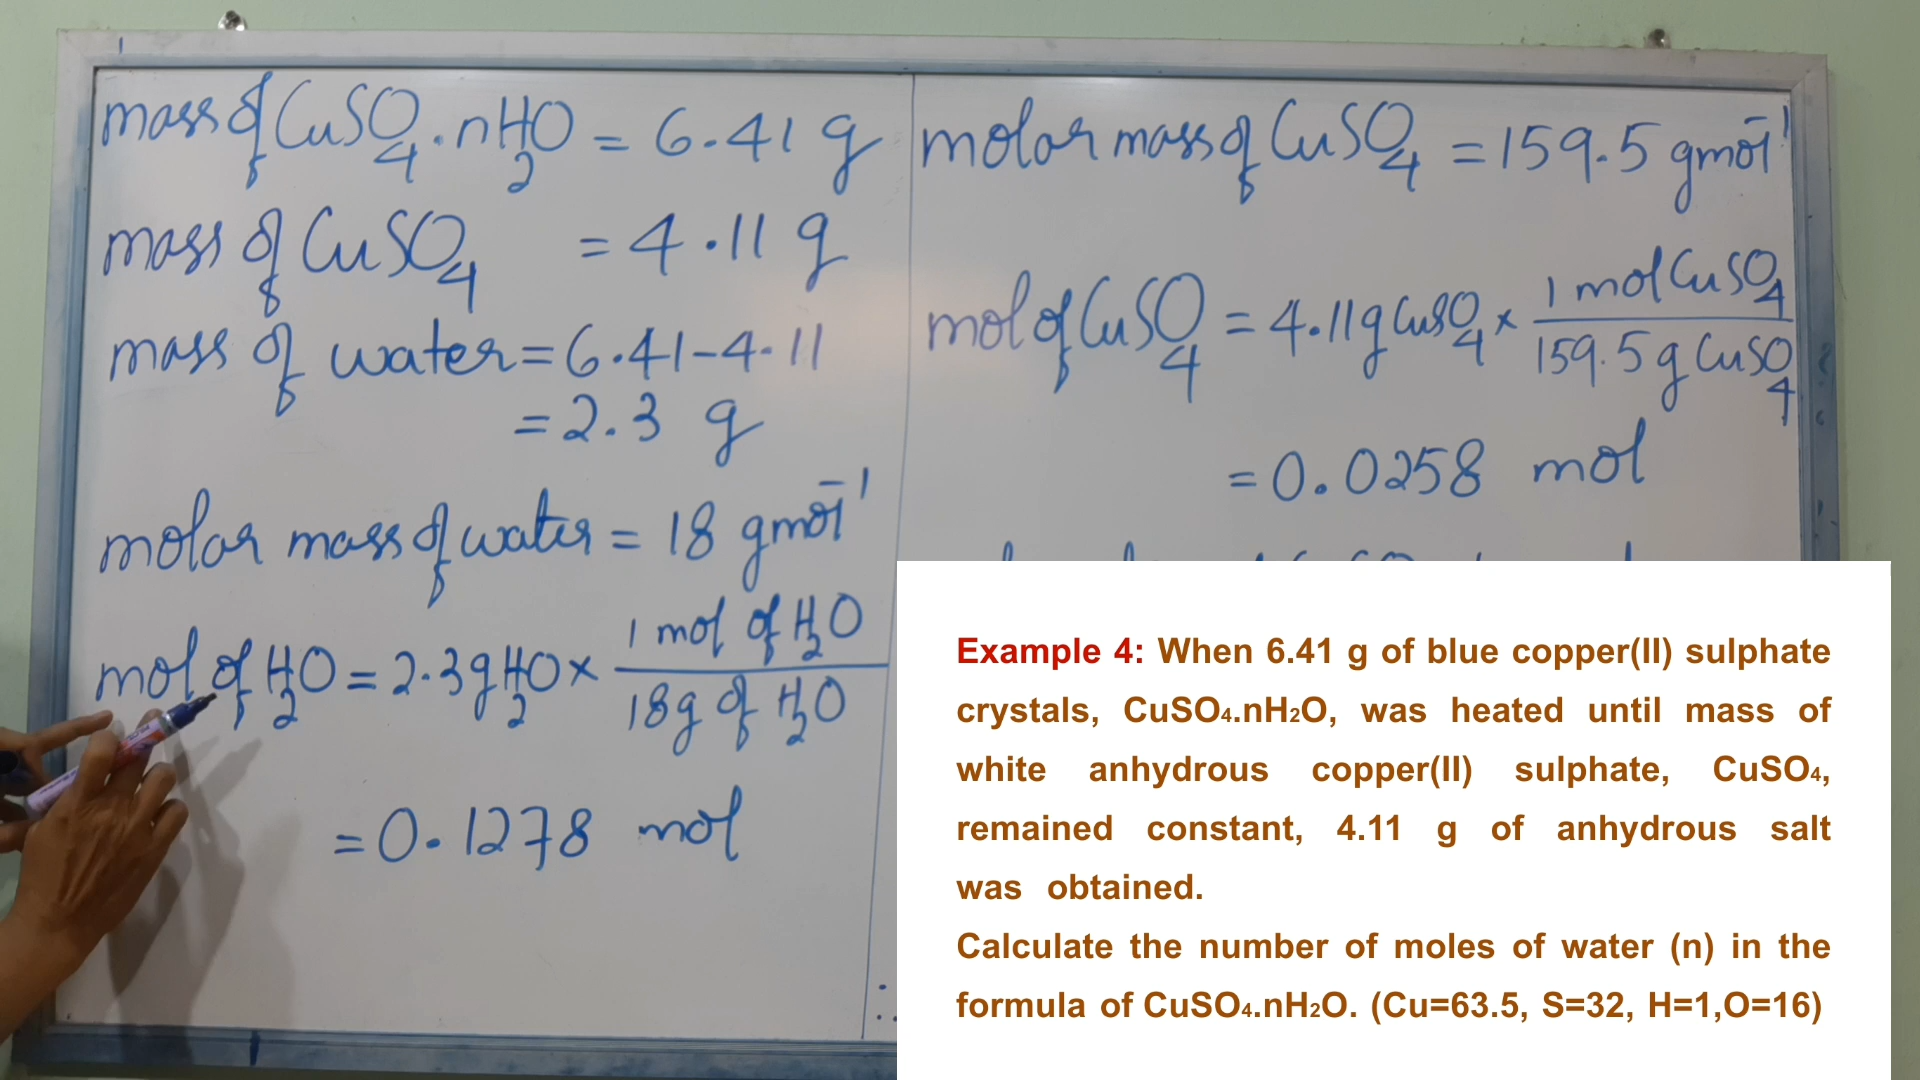 mass of CuSO₄.nH₂O = 6.41 g
mass of CuSO₄ = 4.11 g
mass of water = 6.41-4.11
= 2.3 g
molar mass of water = 18 gmol⁻¹
mol of H₂O = 2.3g H₂O × 1 mol of H₂O / 18g of H₂O
= 0.1278 mol
molar mass of CuSO₄ = 159.5 gmol⁻¹
mol of CuSO₄ = 4.11g CuSO₄ × 1 mol CuSO₄ / 159.5 g CuSO₄
= 0.0258 mol
Example 4: When 6.41 g of blue copper(II) sulphate
crystals, CuSO₄.nH₂O, was heated until mass of
white anhydrous copper(II) sulphate, CuSO₄,
remained constant, 4.11 g of anhydrous salt
was obtained.
Calculate the number of moles of water (n) in the
formula of CuSO₄.nH₂O. (Cu=63.5, S=32, H=1,O=16)